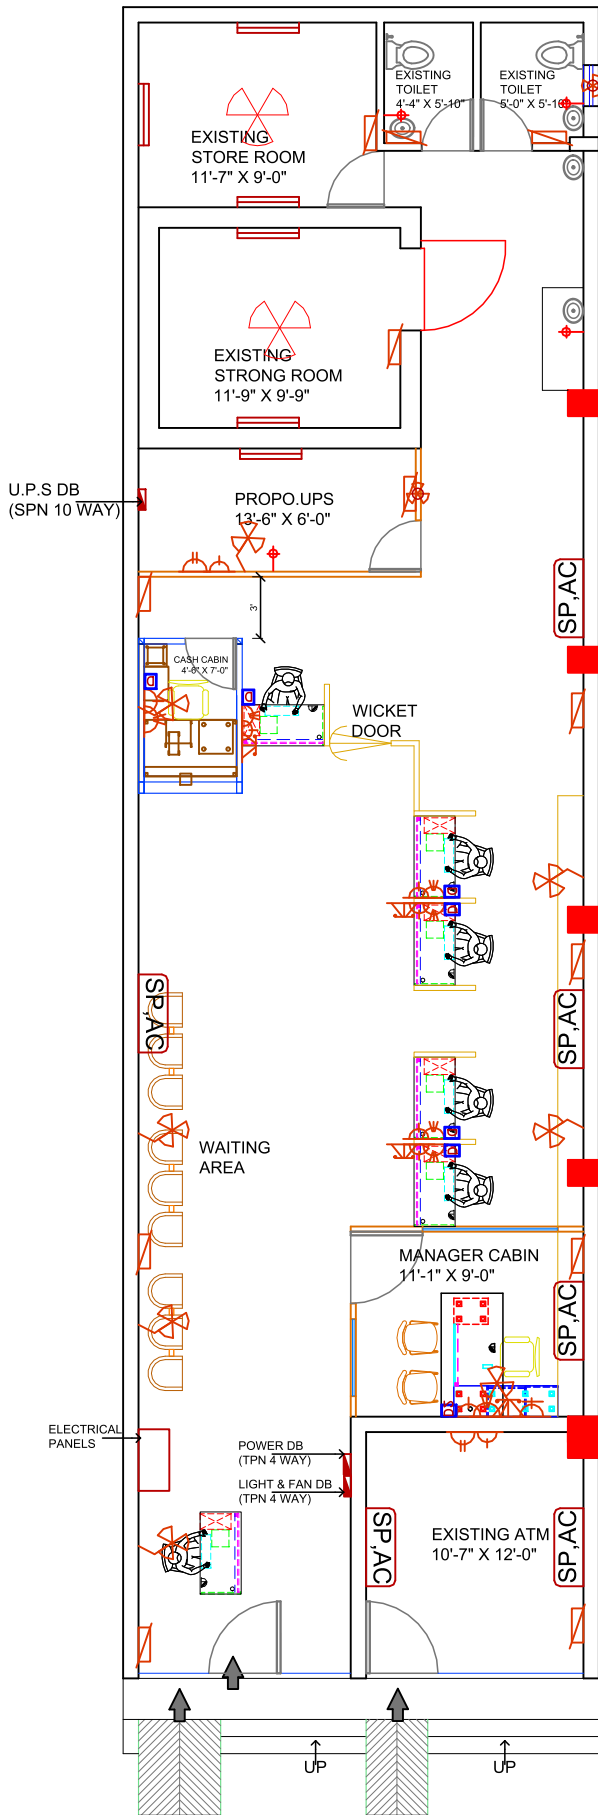 EXISTING
TOILET
4'-4" X 5'-10"
EXISTING
TOILET
5'-0" X 5'-10"
EXISTING
STORE ROOM
11'-7" X 9'-0"
EXISTING
STRONG ROOM
11'-9" X 9'-9"
U.P.S DB
(SPN 10 WAY)
PROPO.UPS
13'-6" X 6'-0"
SP,AC
3'
CASH CABIN
4'-6" X 7'-0"
WICKET
DOOR
SP,AC
SP,AC
WAITING
AREA
MANAGER CABIN
11'-1" X 9'-0"
SP,AC
ELECTRICAL
PANELS
POWER DB
(TPN 4 WAY)
LIGHT & FAN DB
(TPN 4 WAY)
SP,AC
EXISTING ATM
10'-7" X 12'-0"
SP,AC
UP
UP